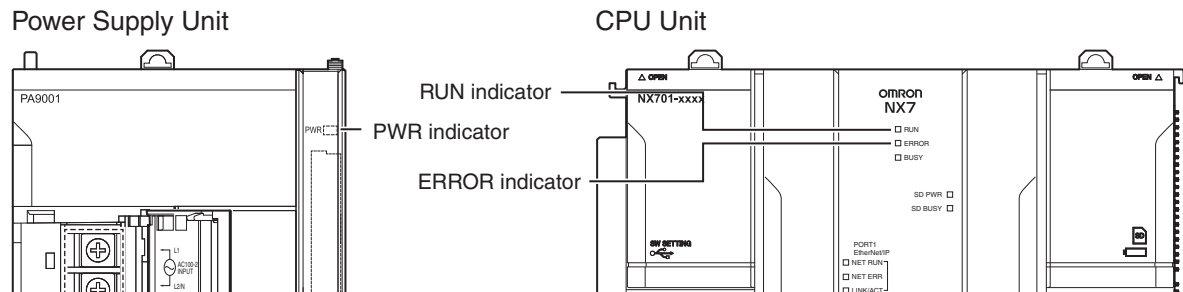 Power Supply Unit
CPU Unit
PA9001
PWR
RUN indicator
PWR indicator
ERROR indicator
△ OPEN
NX701-xxxx
OMRON
NX7
RUN
ERROR
BUSY
SD PWR
SD BUSY
OPEN △
SW SETTING
SD
PORT1
EtherNet/IP
NET RUN
NET ERR
LINK/ACT
L1
AC100-2
INPUT
L2/N